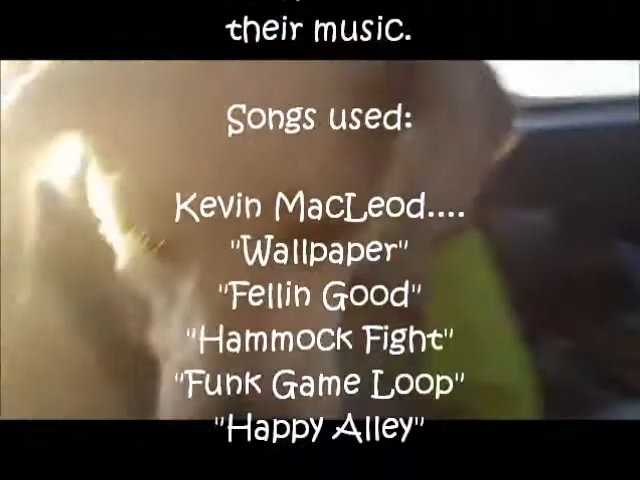 their music.
Songs used:
Kevin MacLeod....
"Wallpaper"
"Fellin Good"
"Hammock Fight"
"Funk Game Loop"
"Happy Alley"